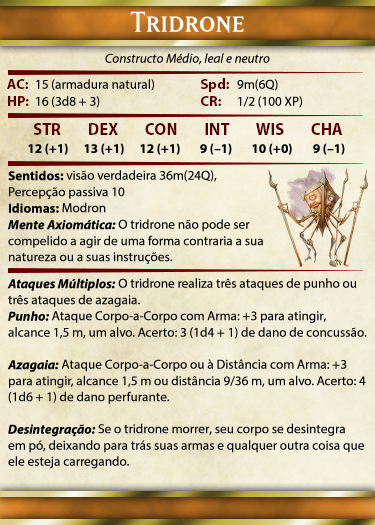 TRIDRONE
Constructo Médio, leal e neutro
AC: 15 (armadura natural) Spd: 9m(6Q)
HP: 16 (3d8 + 3) CR: 1/2 (100 XP)
STR DEX CON INT WIS CHA
12 (+1) 13 (+1) 12 (+1) 9 (–1) 10 (+0) 9 (–1)
Sentidos: visão verdadeira 36m(24Q),
Percepção passiva 10
Idiomas: Modron
Mente Axiomática: O tridrone não pode ser
compelido a agir de uma forma contraria a sua
natureza ou a suas instruções.
Ataques Múltiplos: O tridrone realiza três ataques de punho ou
três ataques de azagaia.
Punho: Ataque Corpo-a-Corpo com Arma: +3 para atingir,
alcance 1,5 m, um alvo. Acerto: 3 (1d4 + 1) de dano de concussão.
Azagaia: Ataque Corpo-a-Corpo ou à Distância com Arma: +3
para atingir, alcance 1,5 m ou distância 9/36 m, um alvo. Acerto: 4
(1d6 + 1) de dano perfurante.
Desintegração: Se o tridrone morrer, seu corpo se desintegra
em pó, deixando para trás suas armas e qualquer outra coisa que
ele esteja carregando.